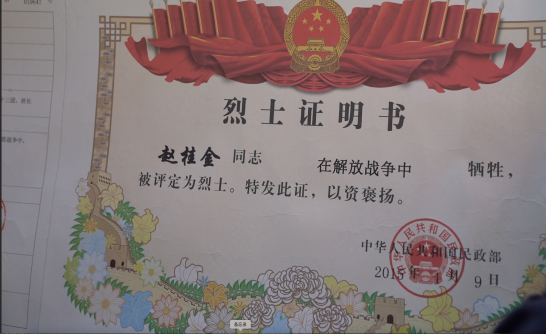 烈士证明书
赵桂金 同志 在解放战争中 牺牲，
被评定为烈士。特发此证，以资褒扬。
中华人民共和国民政部
2015年 1月 9日